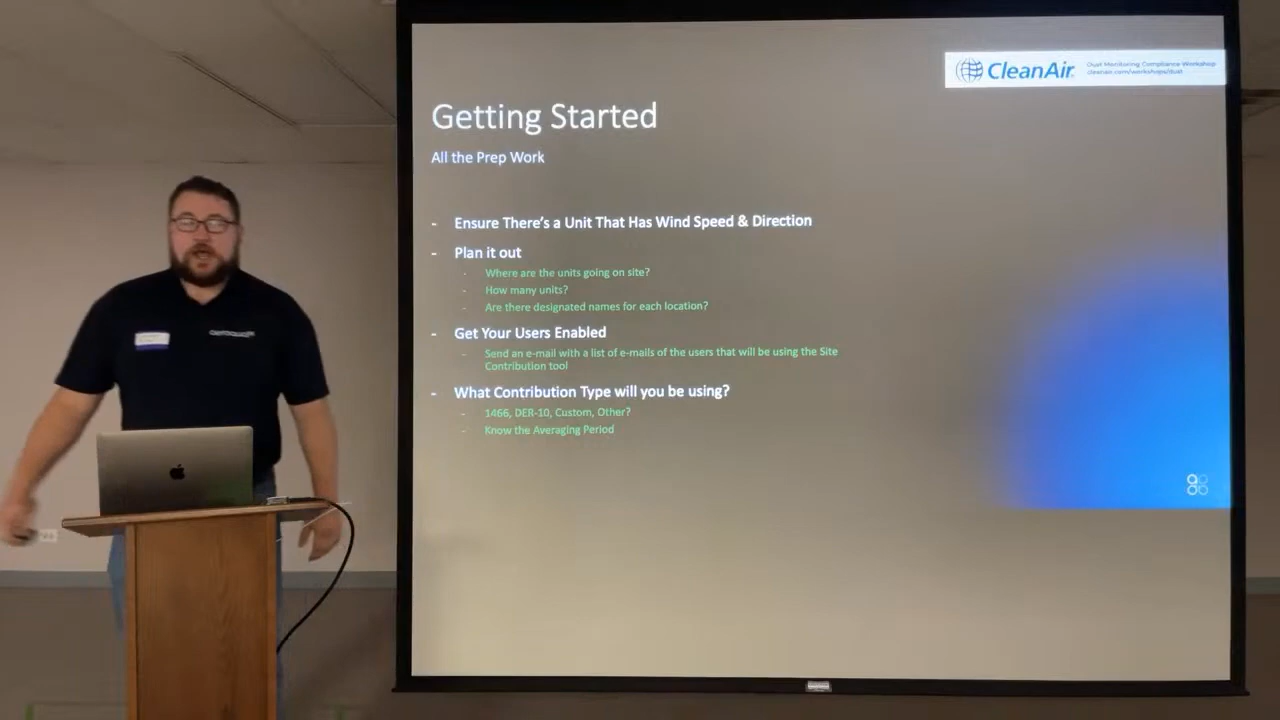 CleanAir
Dust Monitoring Compliance Workshop
cleanair.com/workshops/dust
Getting Started
All the Prep Work
- Ensure There's a Unit That Has Wind Speed & Direction
- Plan it out
- Where are the units going on site?
- How many units?
- Are there designated names for each location?
- Get Your Users Enabled
- Send an e-mail with a list of e-mails of the users that will be using the Site
Contribution tool
- What Contribution Type will you be using?
- 1466, DER-10, Custom, Other?
- Know the Averaging Period